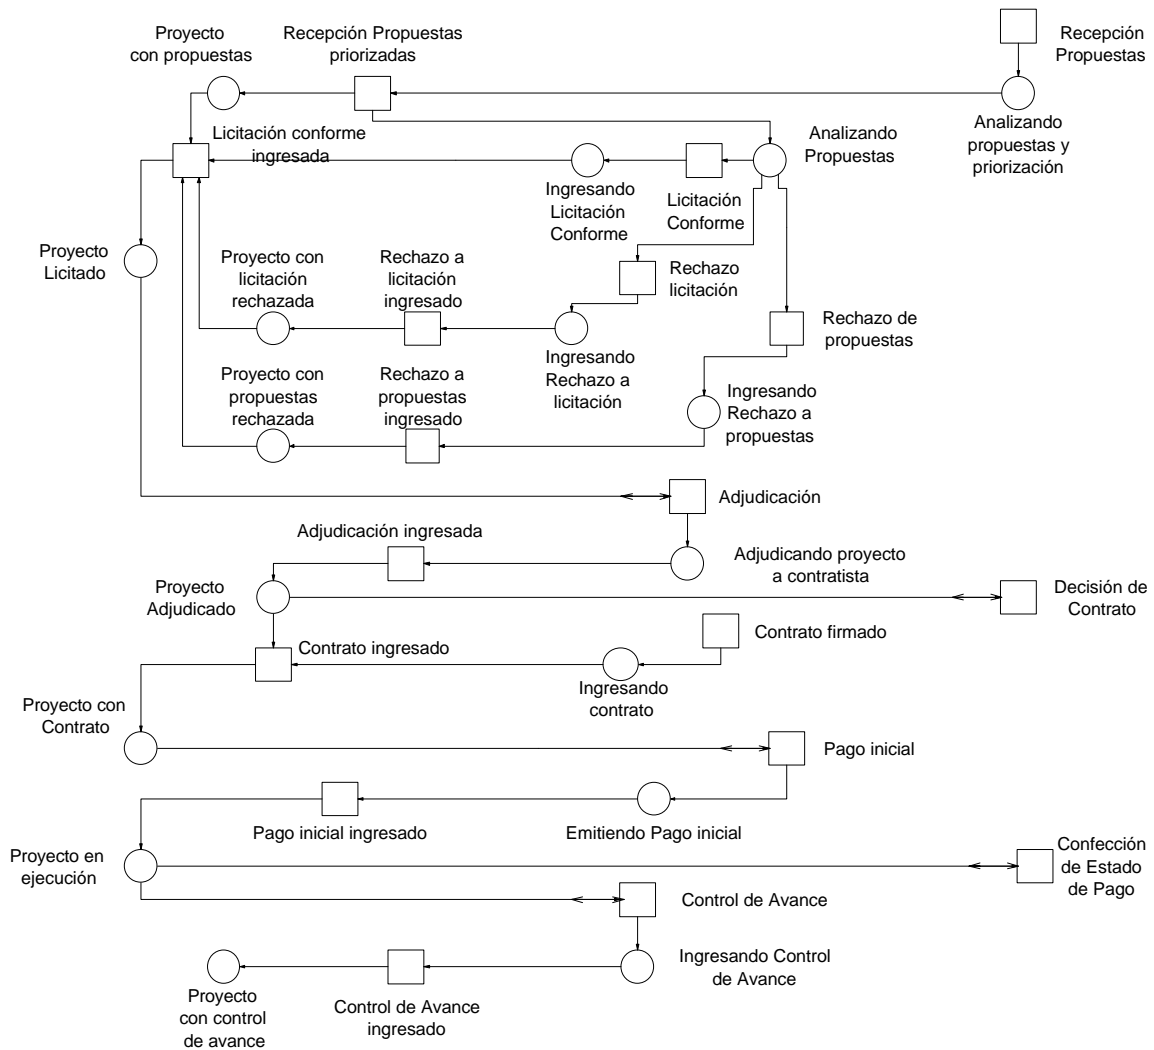 Proyecto
con propuestas
Recepción Propuestas
priorizadas
Recepción
Propuestas
Licitación conforme
ingresada
Analizando
Propuestas
Analizando
propuestas y
priorización
Ingresando
Licitación
Conforme
Licitación
Conforme
Proyecto
Licitado
Proyecto con
licitación
rechazada
Rechazo a
licitación
ingresado
Rechazo
licitación
Rechazo de
propuestas
Ingresando
Rechazo a
licitación
Proyecto con
propuestas
rechazada
Rechazo a
propuestas
ingresado
Ingresando
Rechazo a
propuestas
Adjudicación
Adjudicación ingresada
Adjudicando proyecto
a contratista
Proyecto
Adjudicado
Decisión de
Contrato
Contrato firmado
Contrato ingresado
Ingresando
contrato
Proyecto con
Contrato
Pago inicial
Pago inicial ingresado
Emitiendo Pago inicial
Proyecto en
ejecución
Confección
de Estado
de Pago
Control de Avance
Ingresando Control
de Avance
Proyecto
con control
de avance
Control de Avance
ingresado